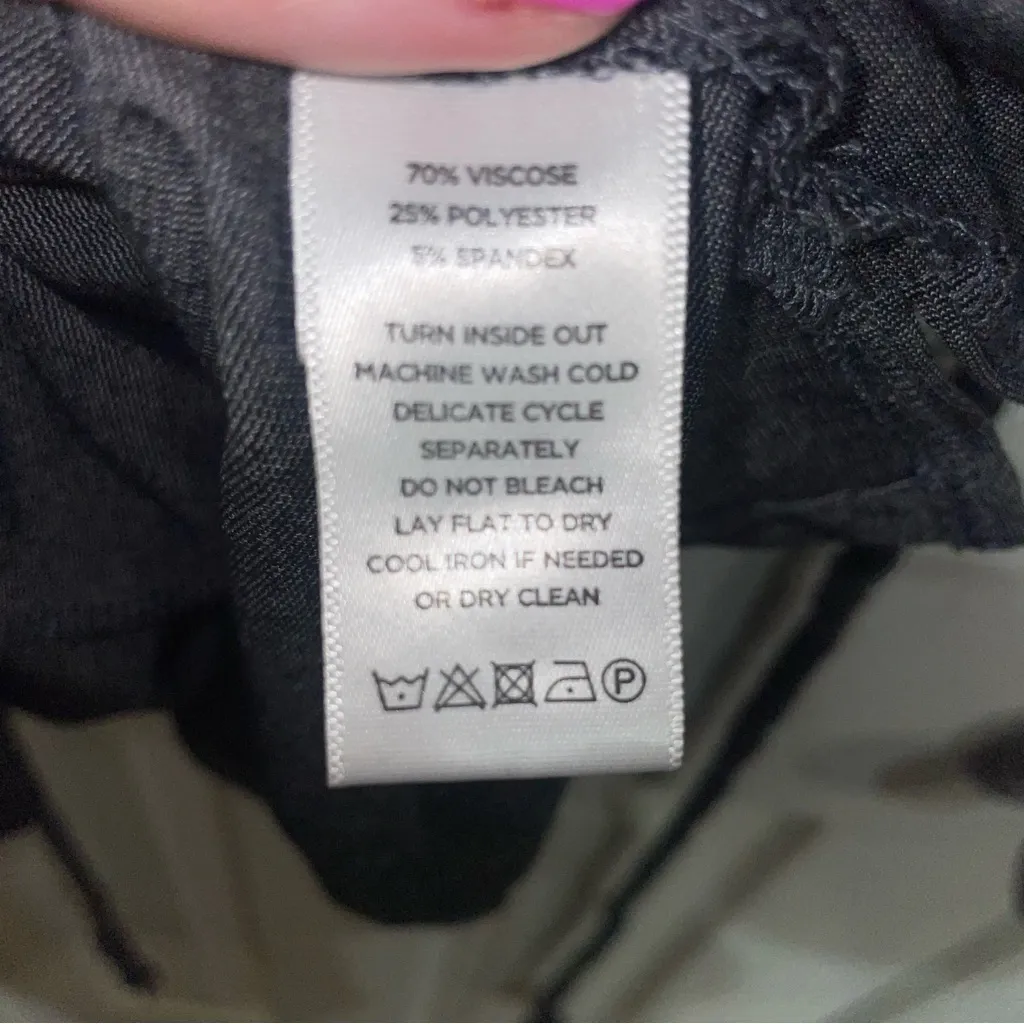 70% VISCOSE
25% POLYESTER
5% SPANDEX
TURN INSIDE OUT
MACHINE WASH COLD
DELICATE CYCLE
SEPARATELY
DO NOT BLEACH
LAY FLAT TO DRY
COOL IRON IF NEEDED
OR DRY CLEAN
P